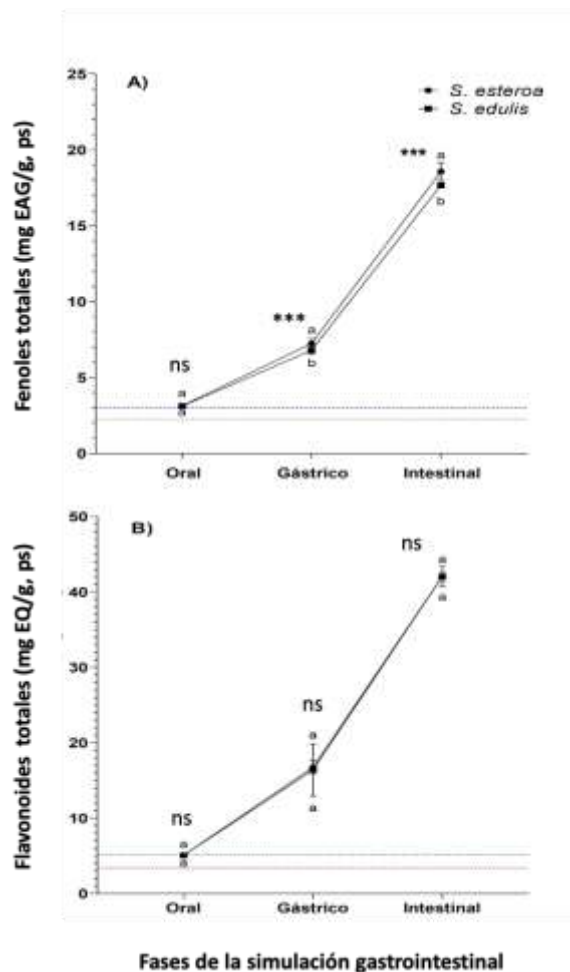 Fenoles totales (mg EAG/g, ps)
A)
S. esteroa
S. edulis
25
20
15
10
5
0
ns
a
a
***
a
b
***
a
b
Oral
Gástrico
Intestinal
Flavonoides totales (mg EQ/g, ps)
B)
50
40
30
20
10
0
ns
a
a
ns
a
a
ns
a
a
Oral
Gástrico
Intestinal
Fases de la simulación gastrointestinal